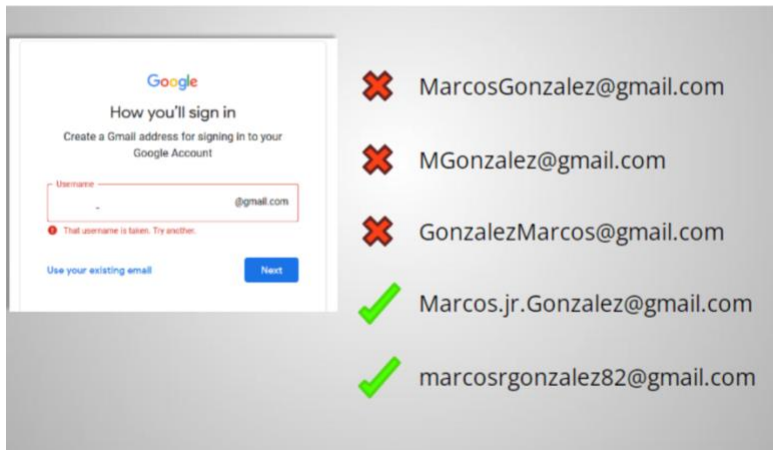 Google
How you'll sign in
Create a Gmail address for signing in to your
Google Account
Username
@gmail.com
That username is taken. Try another.
Use your existing email
Next
MarcosGonzalez@gmail.com
MGonzalez@gmail.com
GonzalezMarcos@gmail.com
Marcos.jr.Gonzalez@gmail.com
marcosrgonzalez82@gmail.com